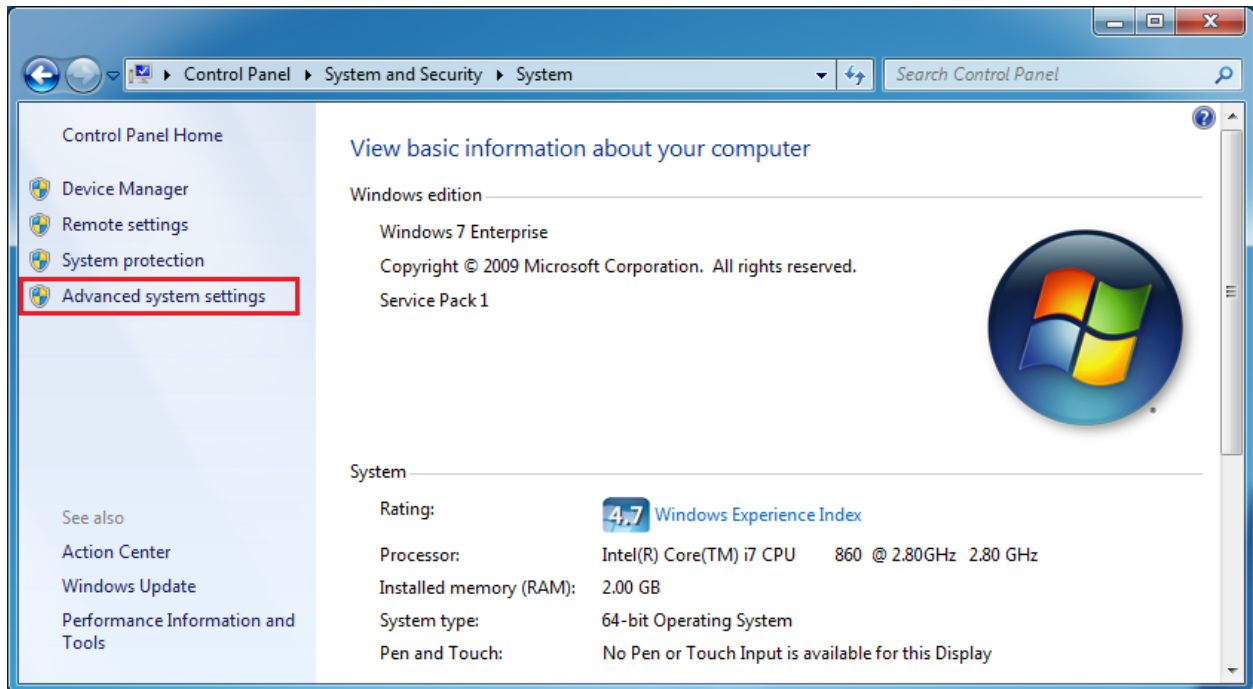 Control Panel ▸ System and Security ▸ System
Search Control Panel
Control Panel Home
Device Manager
Remote settings
System protection
Advanced system settings
See also
Action Center
Windows Update
Performance Information and
Tools
View basic information about your computer
Windows edition
Windows 7 Enterprise
Copyright © 2009 Microsoft Corporation. All rights reserved.
Service Pack 1
System
Rating: 4,7 Windows Experience Index
Processor: Intel(R) Core(TM) i7 CPU 860 @ 2.80GHz 2.80 GHz
Installed memory (RAM): 2.00 GB
System type: 64-bit Operating System
Pen and Touch: No Pen or Touch Input is available for this Display